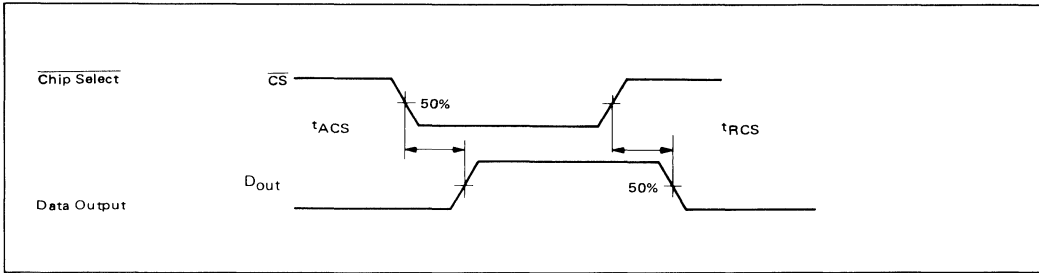 Chip Select
CS
50%
tACS
tRCS
Dout
50%
Data Output